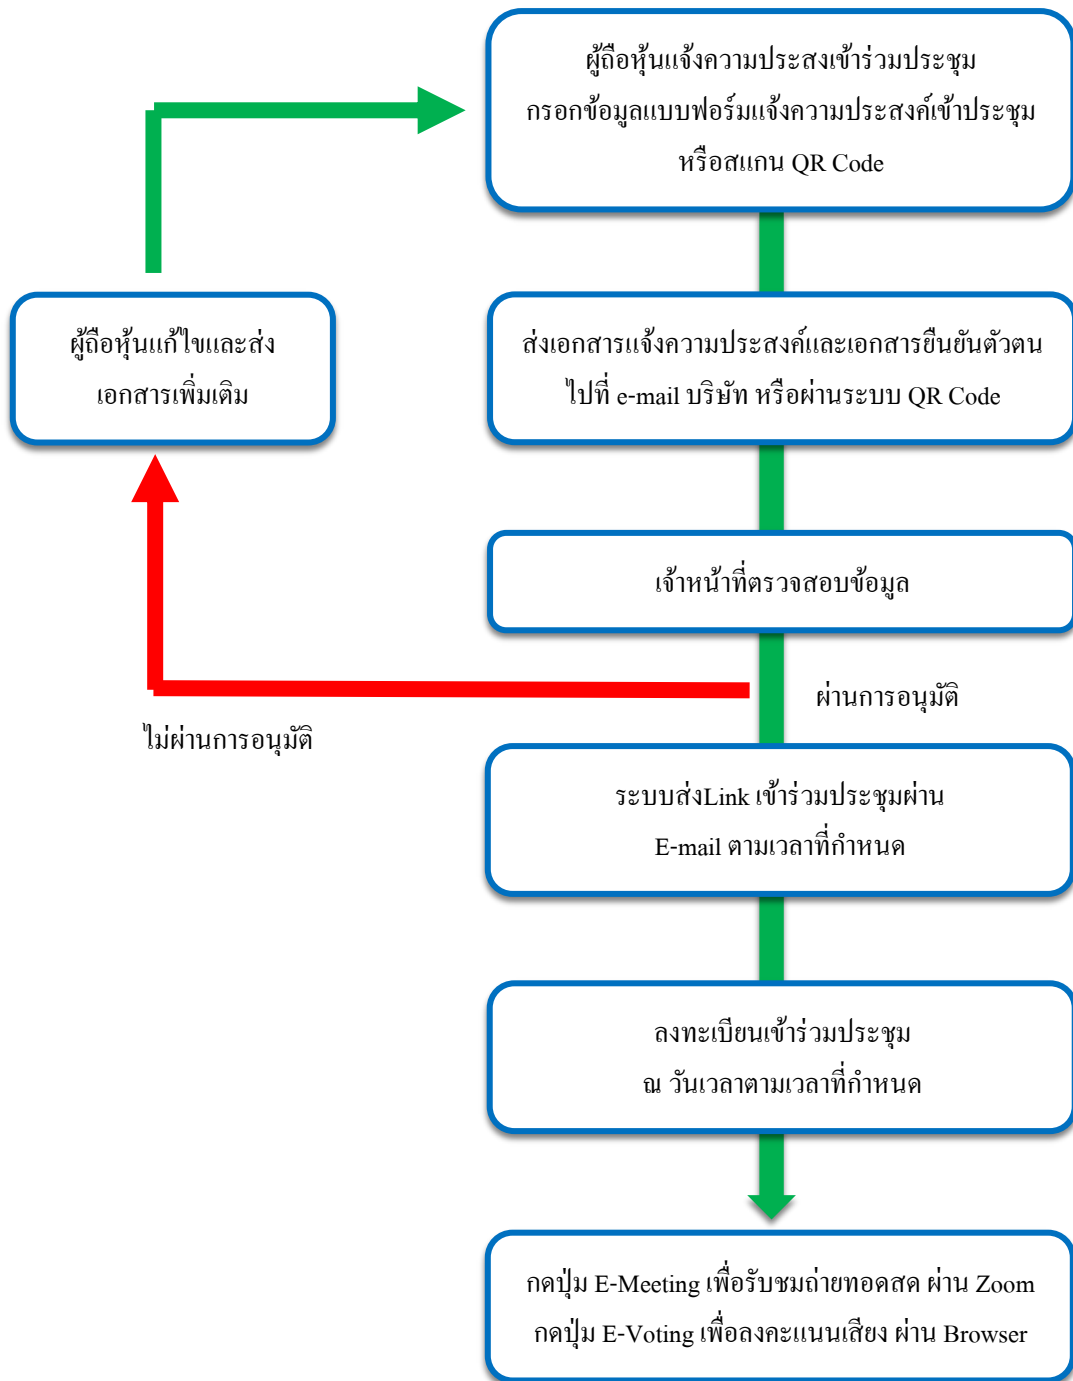 ผู้ถือหุ้นแจ้งความประสงเข้าร่วมประชุม
กรอกข้อมูลแบบฟอร์มแจ้งความประสงค์เข้าประชุม
หรือสแกน QR Code
ผู้ถือหุ้นแก้ไขและส่ง
เอกสารเพิ่มเติม
ส่งเอกสารแจ้งความประสงค์และเอกสารยืนยันตัวตน
ไปที่ e-mail บริษัท หรือผ่านระบบ QR Code
เจ้าหน้าที่ตรวจสอบข้อมูล
ผ่านการอนุมัติ
ไม่ผ่านการอนุมัติ
ระบบส่งLink เข้าร่วมประชุมผ่าน
E-mail ตามเวลาที่กำหนด
ลงทะเบียนเข้าร่วมประชุม
ณ วันเวลาตามเวลาที่กำหนด
กดปุ่ม E-Meeting เพื่อรับชมถ่ายทอดสด ผ่าน Zoom
กดปุ่ม E-Voting เพื่อลงคะแนนเสียง ผ่าน Browser